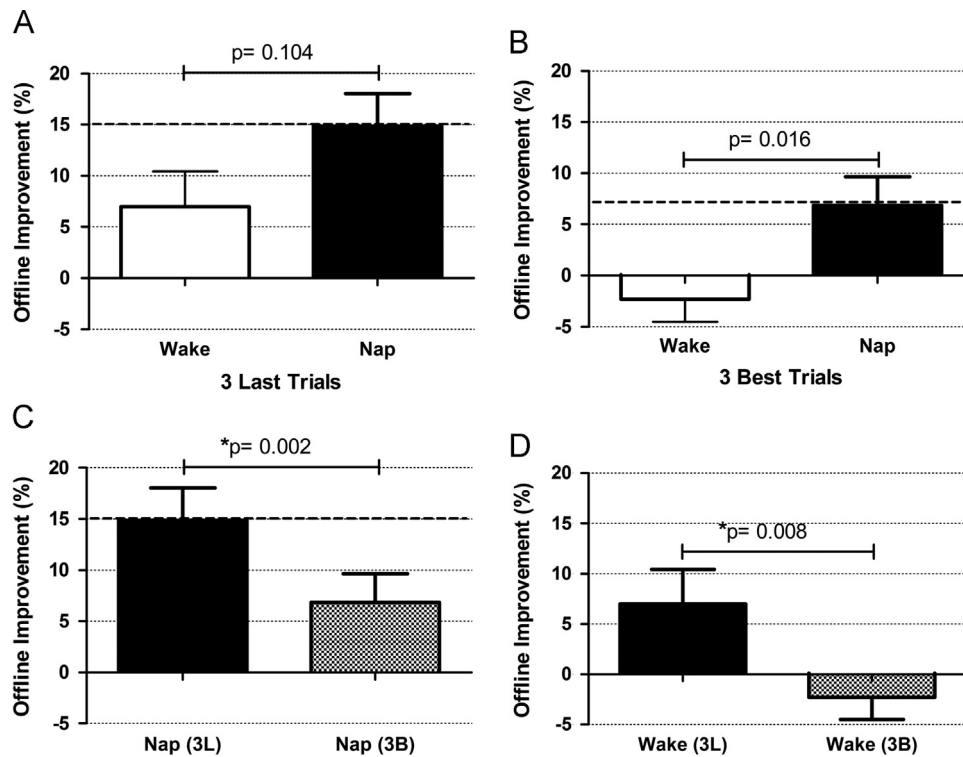 A
p= 0.104
Offline Improvement (%)
20
15
10
5
0
-5
Wake Nap
3 Last Trials
B
p= 0.016
Offline Improvement (%)
20
15
10
5
0
-5
Wake Nap
3 Best Trials
C
*p= 0.002
Offline Improvement (%)
20
15
10
5
0
-5
Nap (3L) Nap (3B)
D
*p= 0.008
Offline Improvement (%)
20
15
10
5
0
-5
Wake (3L) Wake (3B)